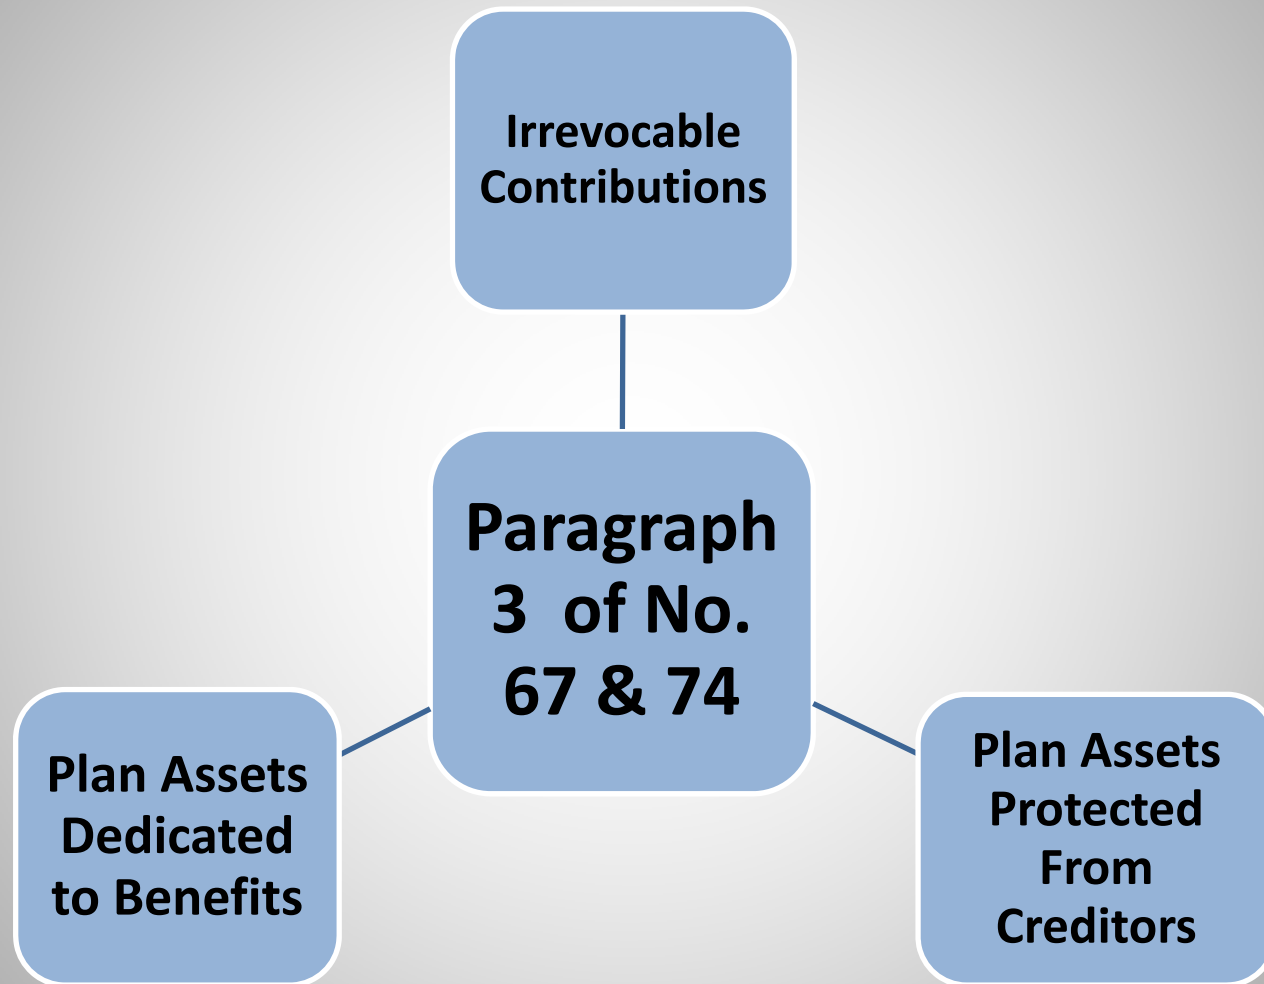 Irrevocable
Contributions
Paragraph
3 of No.
67 & 74
Plan Assets
Dedicated
to Benefits
Plan Assets
Protected
From
Creditors